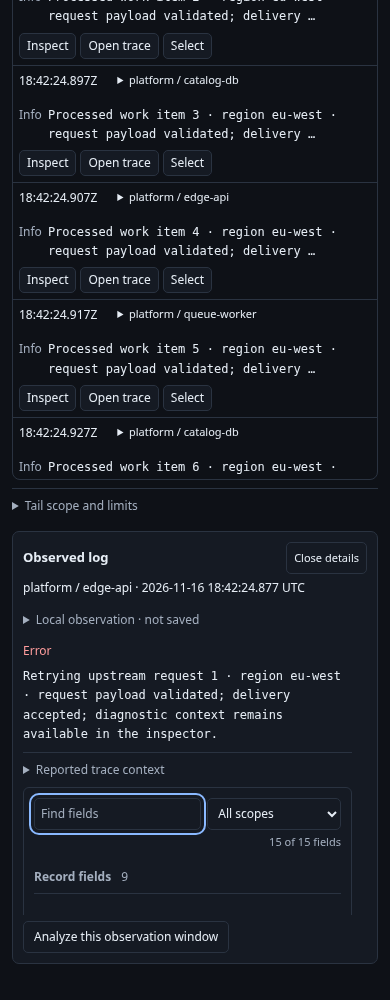 request payload validated; delivery …
Inspect Open trace Select
18:42:24.897Z ▶ platform / catalog-db
Info Processed work item 3 · region eu-west ·
request payload validated; delivery …
Inspect Open trace Select
18:42:24.907Z ▶ platform / edge-api
Info Processed work item 4 · region eu-west ·
request payload validated; delivery …
Inspect Open trace Select
18:42:24.917Z ▶ platform / queue-worker
Info Processed work item 5 · region eu-west ·
request payload validated; delivery …
Inspect Open trace Select
18:42:24.927Z ▶ platform / catalog-db
Info Processed work item 6 · region eu-west ·
▶ Tail scope and limits
Observed log
Close details
platform / edge-api · 2026-11-16 18:42:24.877 UTC
▶ Local observation · not saved
Error
Retrying upstream request 1 · region eu-west
· request payload validated; delivery
accepted; diagnostic context remains
available in the inspector.
▶ Reported trace context
Find fields All scopes
15 of 15 fields
Record fields 9
Analyze this observation window